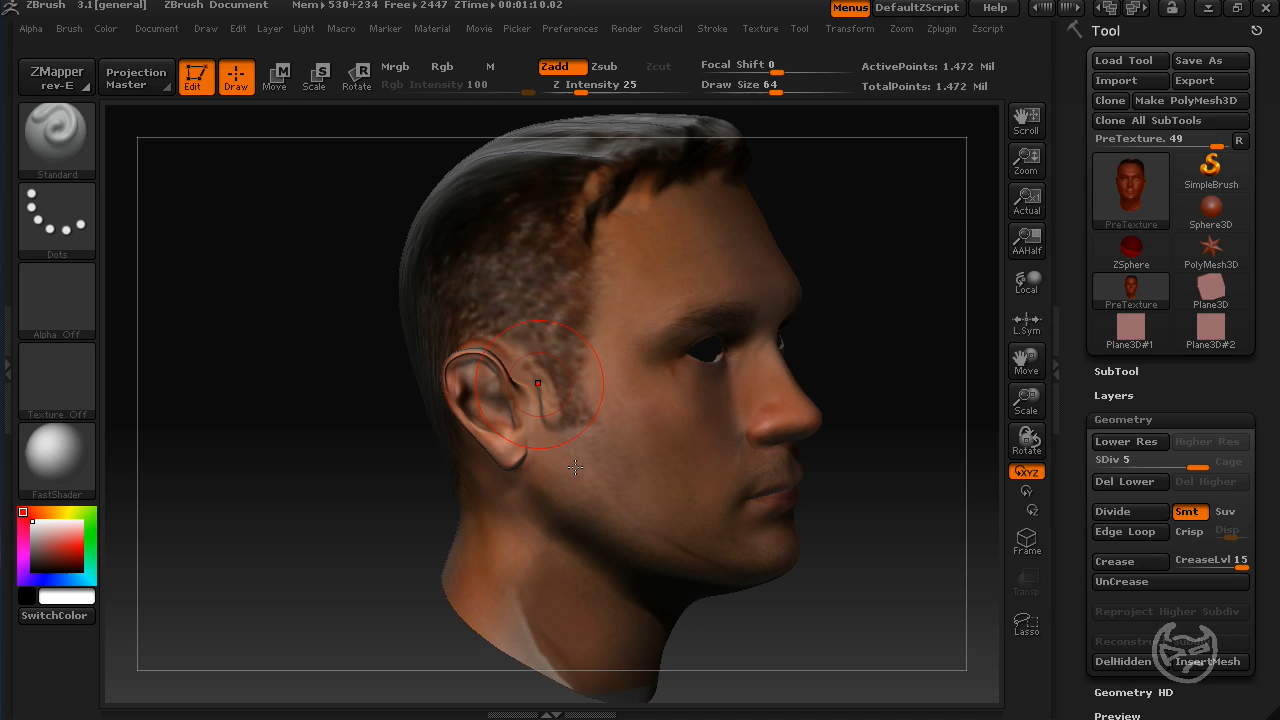 ZBrush 3.1[general] ZBrush Document Mem▸530+234 Free▸2447 ZTime▸00:01:10.02 Menus DefaultZScript Help
Alpha Brush Color Document Draw Edit Layer Light Macro Marker Material Movie Picker Preferences Render Stencil Stroke Texture Tool Transform Zoom Zplugin Zscript
ZMapper
rev-E
Projection
Master
Edit
Draw
Move
Scale
Rotate
Mrgb Rgb M
Rgb Intensity 100
Zadd Zsub Zcut
Z Intensity 25
Focal Shift 0
Draw Size 64
ActivePoints: 1.472 Mil
TotalPoints: 1.472 Mil
Standard
Dots
Alpha Off
Texture Off
FastShader
SwitchColor
Scroll
Zoom
Actual
AAHalf
Local
L.Sym
Move
Scale
Rotate
XYZ
Y
Z
Frame
Transp
Lasso
Tool
Load Tool Save As
Import Export
Clone Make PolyMesh3D
Clone All SubTools
PreTexture. 49 R
PreTexture SimpleBrush
Sphere3D
ZSphere PolyMesh3D
PreTexture Plane3D
Plane3D#1 Plane3D#2
SubTool
Layers
Geometry
Lower Res Higher Res
SDiv 5 Cage
Del Lower Del Higher
Divide Smt Suv
Edge Loop Crisp Disp
Crease CreaseLvl 15
UnCrease
Reproject Higher Subdiv
DelHidden InsertMesh
Geometry HD
Preview